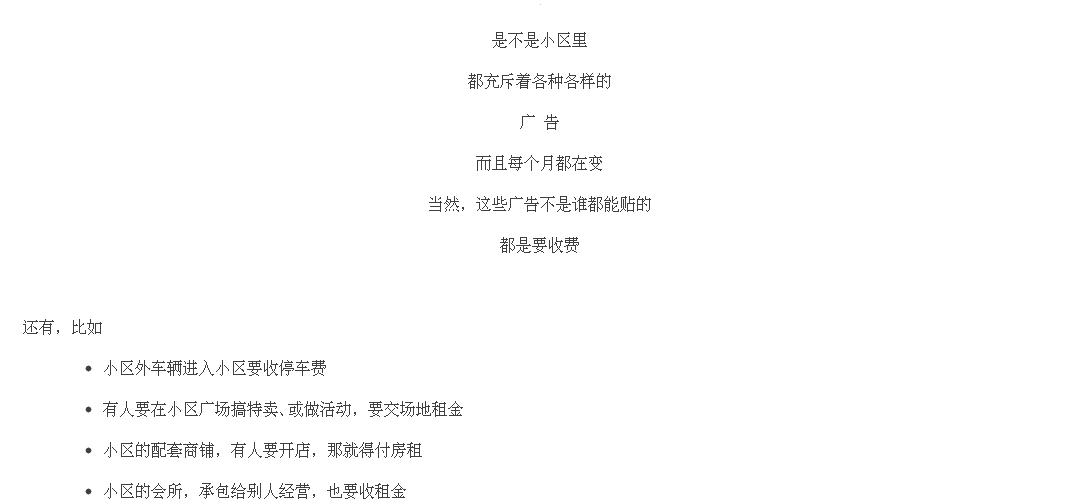 是不是小区里
都充斥着各种各样的
广 告
而且每个月都在变
当然，这些广告不是谁都能贴的
都是要收费
还有，比如
• 小区外车辆进入小区要收停车费
• 有人要在小区广场搞特卖、或做活动，要交场地租金
• 小区的配套商铺，有人要开店，那就得付房租
• 小区的会所，承包给别人经营，也要收租金